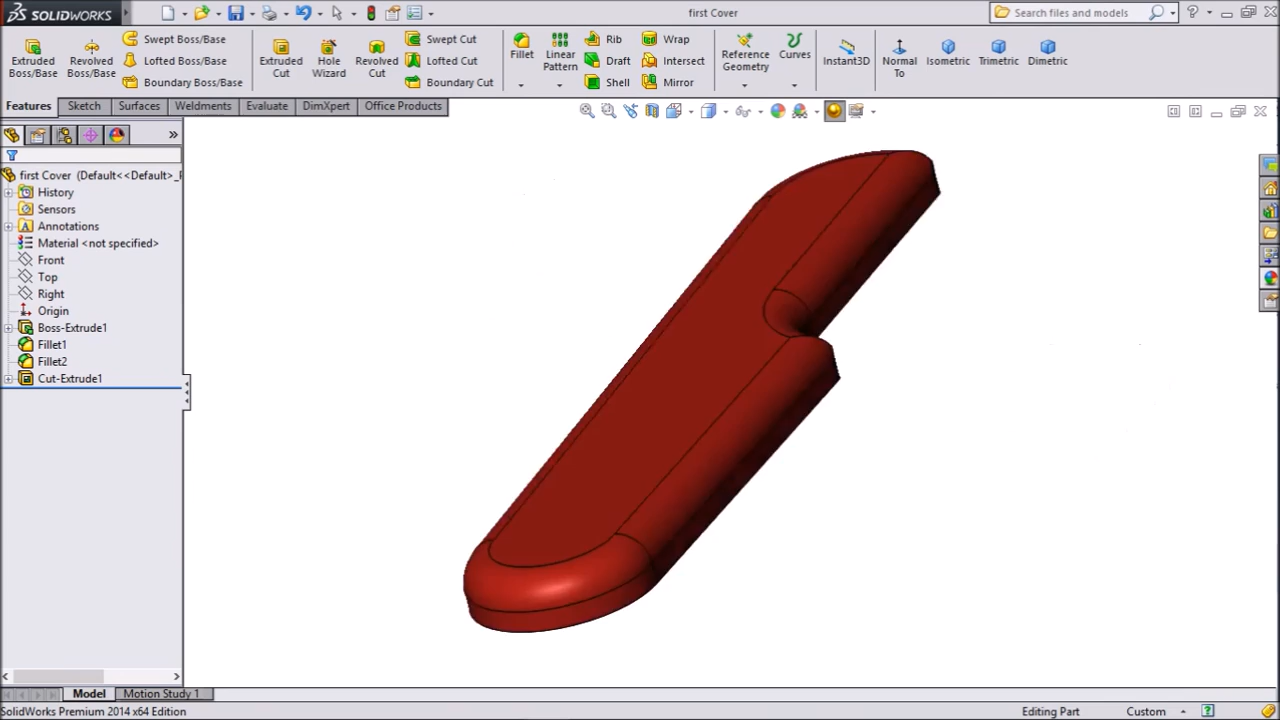 SOLIDWORKS
first Cover
Search files and models
Extruded Boss/Base
Revolved Boss/Base
Swept Boss/Base
Lofted Boss/Base
Boundary Boss/Base
Extruded Cut
Hole Wizard
Revolved Cut
Swept Cut
Lofted Cut
Boundary Cut
Fillet
Linear Pattern
Rib
Draft
Shell
Wrap
Intersect
Mirror
Reference Geometry
Curves
Instant3D
Normal To
Isometric
Trimetric
Dimetric
Features
Sketch
Surfaces
Weldments
Evaluate
DimXpert
Office Products
first Cover (Default<<Default>_
History
Sensors
Annotations
Material <not specified>
Front
Top
Right
Origin
Boss-Extrude1
Fillet1
Fillet2
Cut-Extrude1
Model
Motion Study 1
SolidWorks Premium 2014 x64 Edition
Editing Part
Custom